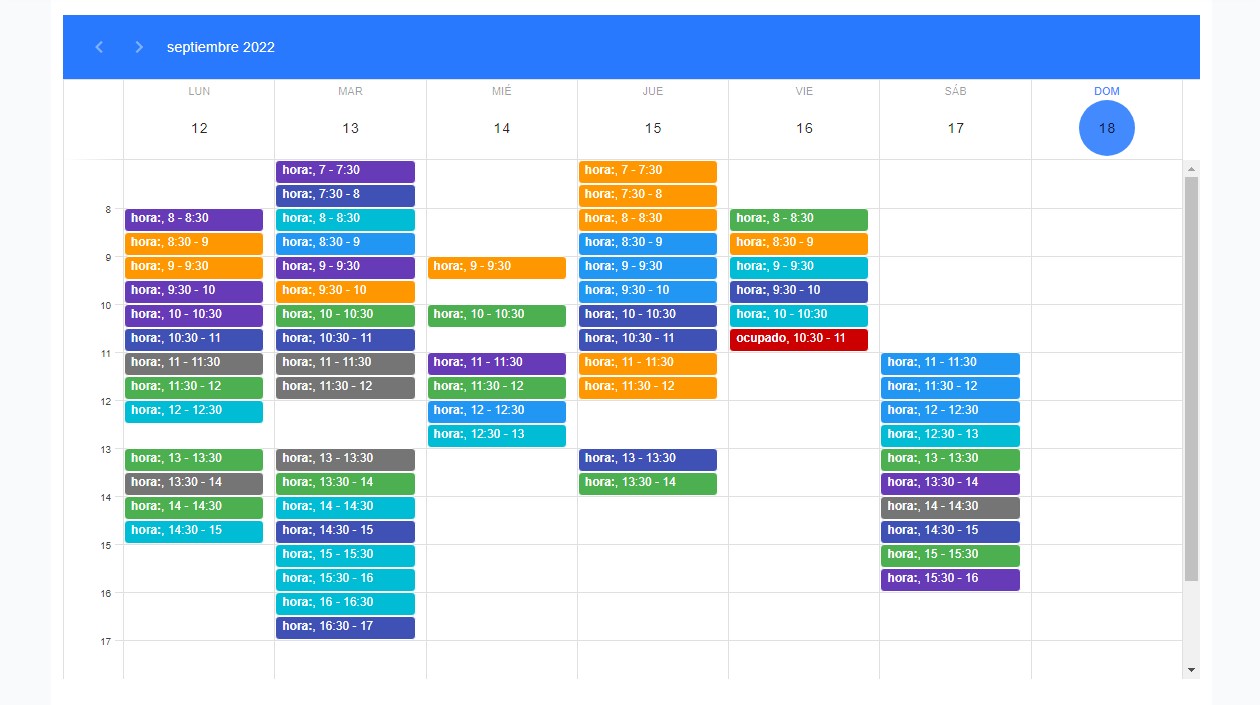 septiembre 2022
LUN MAR MIÉ JUE VIE SÁB DOM
12 13 14 15 16 17 18
hora:, 7 - 7:30 hora:, 7 - 7:30
hora:, 7:30 - 8 hora:, 7:30 - 8
8
hora:, 8 - 8:30 hora:, 8 - 8:30 hora:, 8 - 8:30 hora:, 8 - 8:30
hora:, 8:30 - 9 hora:, 8:30 - 9 hora:, 8:30 - 9 hora:, 8:30 - 9
9
hora:, 9 - 9:30 hora:, 9 - 9:30 hora:, 9 - 9:30 hora:, 9 - 9:30 hora:, 9 - 9:30
hora:, 9:30 - 10 hora:, 9:30 - 10 hora:, 9:30 - 10 hora:, 9:30 - 10
10
hora:, 10 - 10:30 hora:, 10 - 10:30 hora:, 10 - 10:30 hora:, 10 - 10:30 hora:, 10 - 10:30
hora:, 10:30 - 11 hora:, 10:30 - 11 hora:, 10:30 - 11 ocupado, 10:30 - 11
11
hora:, 11 - 11:30 hora:, 11 - 11:30 hora:, 11 - 11:30 hora:, 11 - 11:30 hora:, 11 - 11:30
hora:, 11:30 - 12 hora:, 11:30 - 12 hora:, 11:30 - 12 hora:, 11:30 - 12 hora:, 11:30 - 12
12
hora:, 12 - 12:30 hora:, 12 - 12:30 hora:, 12 - 12:30
hora:, 12:30 - 13 hora:, 12:30 - 13
13
hora:, 13 - 13:30 hora:, 13 - 13:30 hora:, 13 - 13:30 hora:, 13 - 13:30
hora:, 13:30 - 14 hora:, 13:30 - 14 hora:, 13:30 - 14 hora:, 13:30 - 14
14
hora:, 14 - 14:30 hora:, 14 - 14:30 hora:, 14 - 14:30
hora:, 14:30 - 15 hora:, 14:30 - 15 hora:, 14:30 - 15
15
hora:, 15 - 15:30 hora:, 15 - 15:30
hora:, 15:30 - 16 hora:, 15:30 - 16
16
hora:, 16 - 16:30
hora:, 16:30 - 17
17